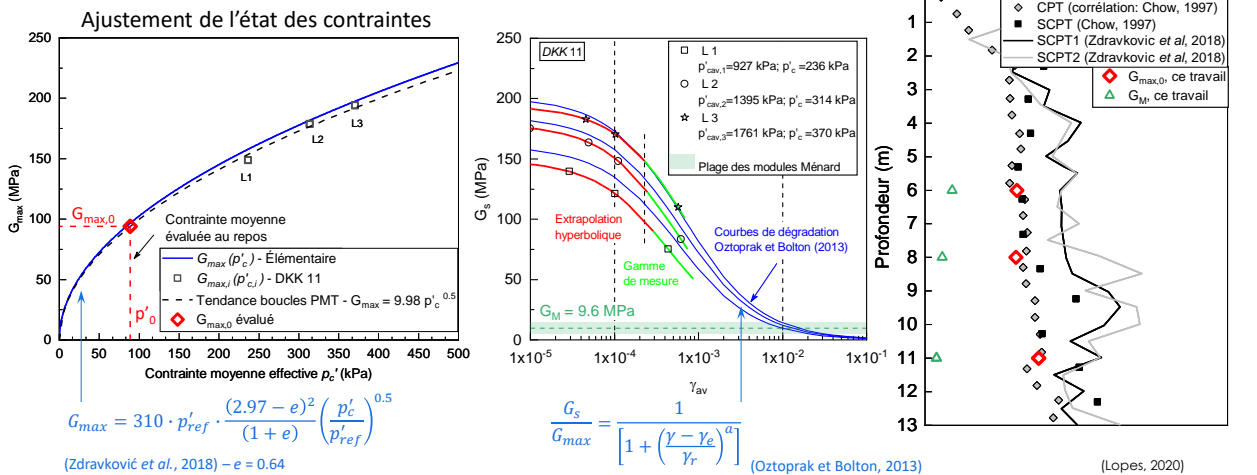 Ajustement de l'état des contraintes
250
200
150
100
50
0
G_max (MPa)
L1
L2
L3
G_max,0
Contrainte moyenne
évaluée au repos
G_max (p'_c) - Élémentaire
G_max,i (p'_c,i) - DKK 11
Tendance boucles PMT - G_max = 9.98 p'_c^0.5
G_max,0 évalué
p'_0
0 50 100 150 200 250 300 350 400 450 500
Contrainte moyenne effective p_c' (kPa)
G_max = 310 · p'_ref · (2.97 − e)^2 / (1 + e) (p'_c / p'_ref)^0.5
(Zdravković et al., 2018) – e = 0.64
250
200
150
100
50
0
G_s (MPa)
DKK 11
L 1
p'_cav,1=927 kPa; p'_c = 236 kPa
L 2
p'_cav,2=1395 kPa; p'_c = 314 kPa
L 3
p'_cav,3=1761 kPa; p'_c = 370 kPa
Plage des modules Ménard
Extrapolation
hyperbolique
Courbes de dégradation
Oztoprak et Bolton (2013)
Gamme
de mesure
G_M = 9.6 MPa
1x10^-5 1x10^-4 1x10^-3 1x10^-2 1x10^-1
γ_av
G_s / G_max = 1 / [1 + ((γ − γ_e) / γ_r)^a]
(Oztoprak et Bolton, 2013)
CPT (corrélation: Chow, 1997)
SCPT (Chow, 1997)
SCPT1 (Zdravkovic et al, 2018)
SCPT2 (Zdravkovic et al, 2018)
G_max,0, ce travail
G_M, ce travail
1
2
3
4
5
6
7
8
9
10
11
12
13
Profondeur (m)
(Lopes, 2020)